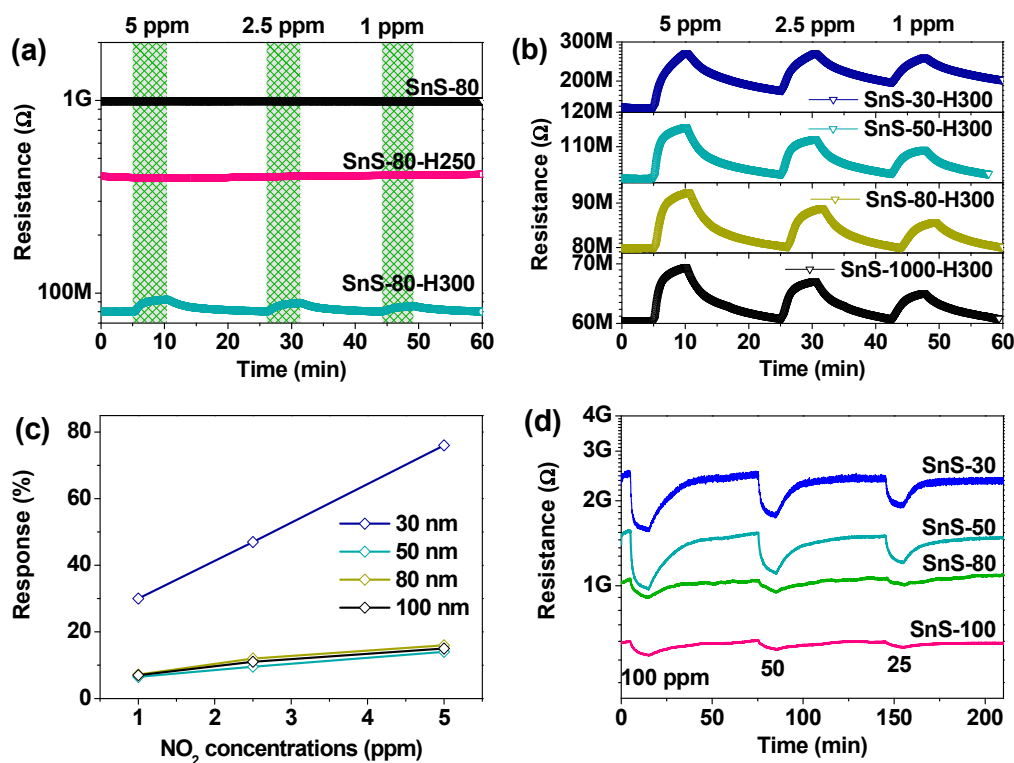 (a)
5 ppm 2.5 ppm 1 ppm
1G
100M
Resistance (Ω)
SnS-80
SnS-80-H250
SnS-80-H300
0 10 20 30 40 50 60
Time (min)
(b)
5 ppm 2.5 ppm 1 ppm
300M
200M
120M
110M
90M
80M
70M
60M
Resistance (Ω)
SnS-30-H300
SnS-50-H300
SnS-80-H300
SnS-1000-H300
0 10 20 30 40 50 60
Time (min)
(c)
80
60
40
20
0
Response (%)
30 nm
50 nm
80 nm
100 nm
1 2 3 4 5
NO₂ concentrations (ppm)
(d)
4G
3G
2G
1G
Resistance (Ω)
SnS-30
SnS-50
SnS-80
SnS-100
100 ppm 50 25
0 50 100 150 200
Time (min)